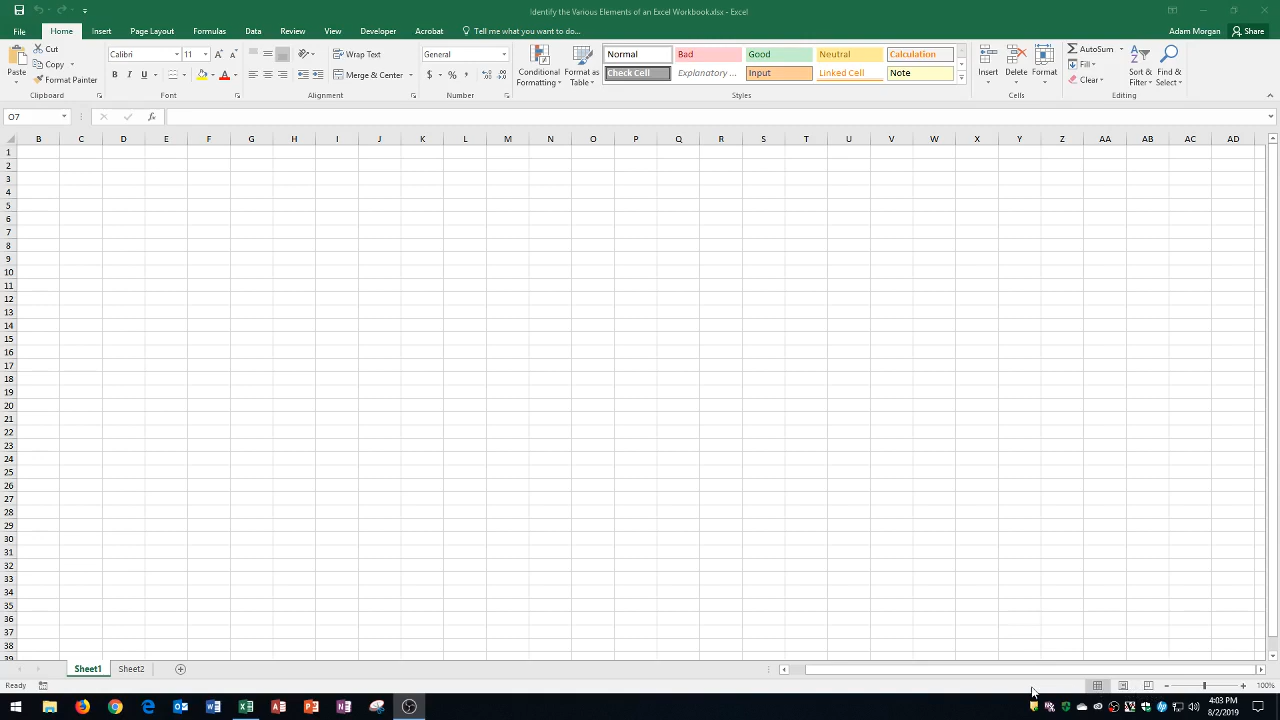 Identify the Various Elements of an Excel Workbook.xlsx - Excel
Adam Morgan
Share
File Home Insert Page Layout Formulas Data Review View Developer Acrobat Tell me what you want to do...
Paste
Cut
Copy
Format Painter
Clipboard
Calibri 11
B I U
Font
Wrap Text
Merge & Center
Alignment
General
$ % ,
Number
Conditional Formatting
Format as Table
Normal Bad Good Neutral Calculation
Check Cell Explanatory ... Input Linked Cell Note
Styles
Insert Delete Format
Cells
AutoSum
Fill
Clear
Sort & Filter
Find & Select
Editing
O7
fx
B C D E F G H I J K L M N O P Q R S T U V W X Y Z AA AB AC AD
1
2
3
4
5
6
7
8
9
10
11
12
13
14
15
16
17
18
19
20
21
22
23
24
25
26
27
28
29
30
31
32
33
34
35
36
37
38
39
Sheet1 Sheet2
Ready
100%
4:03 PM
8/2/2019